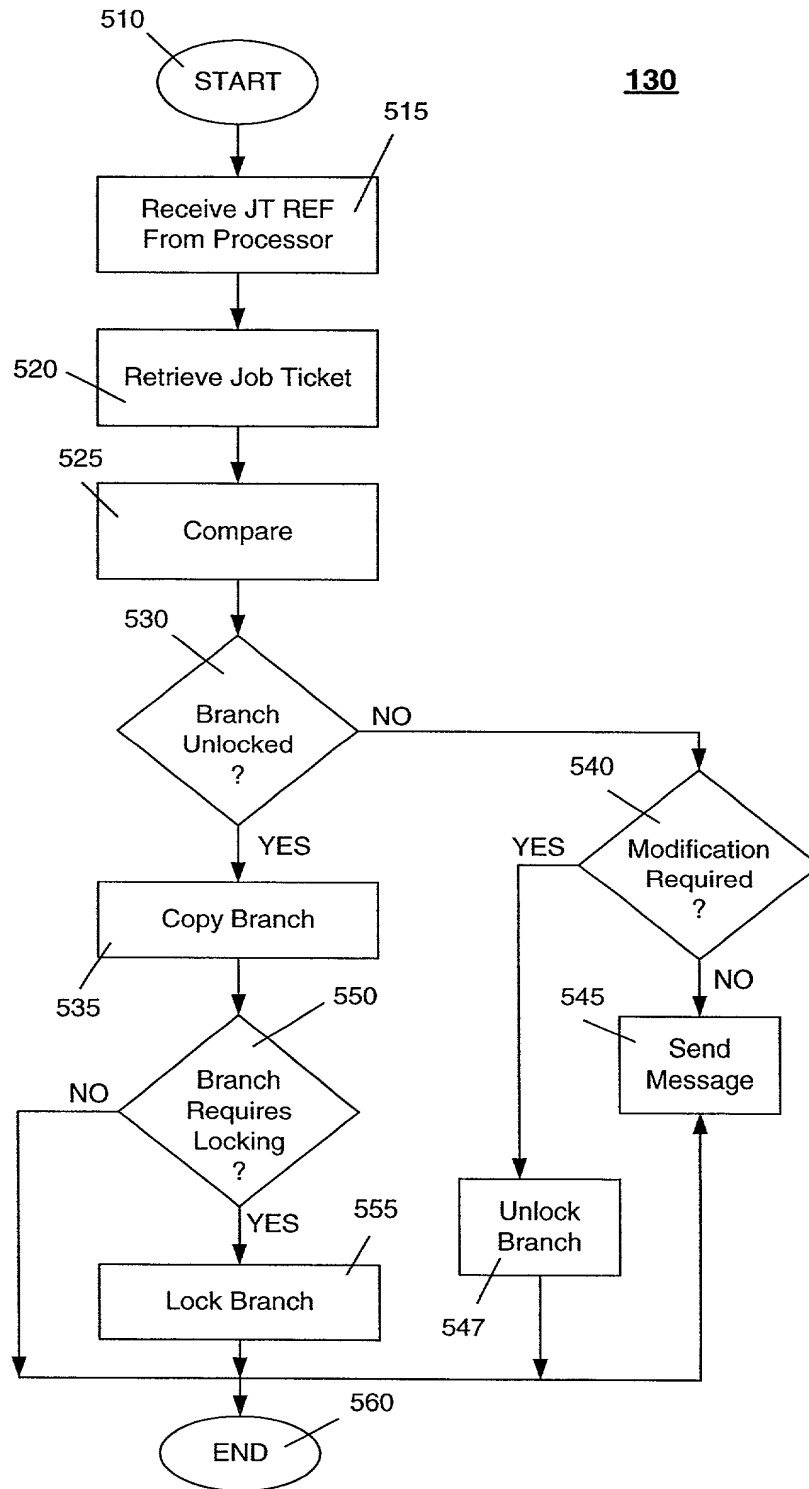 510
START
130
515
Receive JT REF
From Processor
520
Retrieve Job Ticket
525
Compare
530
Branch
Unlocked
?
NO
540
YES
Modification
Required
?
YES
Copy Branch
535
NO
550
545
Send
Message
Branch
Requires
Locking
?
NO
YES
555
Lock Branch
Unlock
Branch
547
560
END